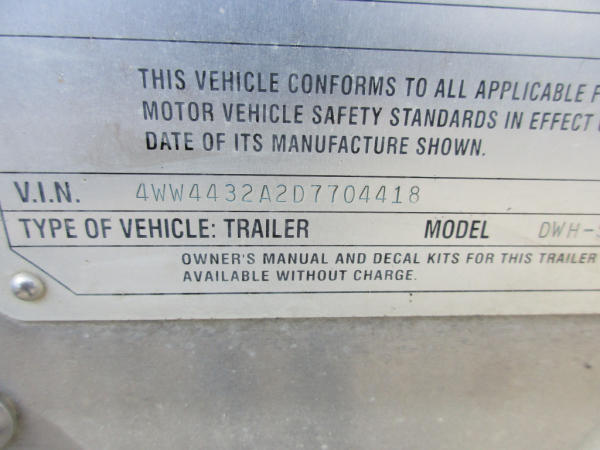 THIS VEHICLE CONFORMS TO ALL APPLICABLE F
MOTOR VEHICLE SAFETY STANDARDS IN EFFECT
DATE OF ITS MANUFACTURE SHOWN.
V.I.N. 4WW4432A2D7704418
TYPE OF VEHICLE: TRAILER MODEL DWH-S
OWNER'S MANUAL AND DECAL KITS FOR THIS TRAILER
AVAILABLE WITHOUT CHARGE.